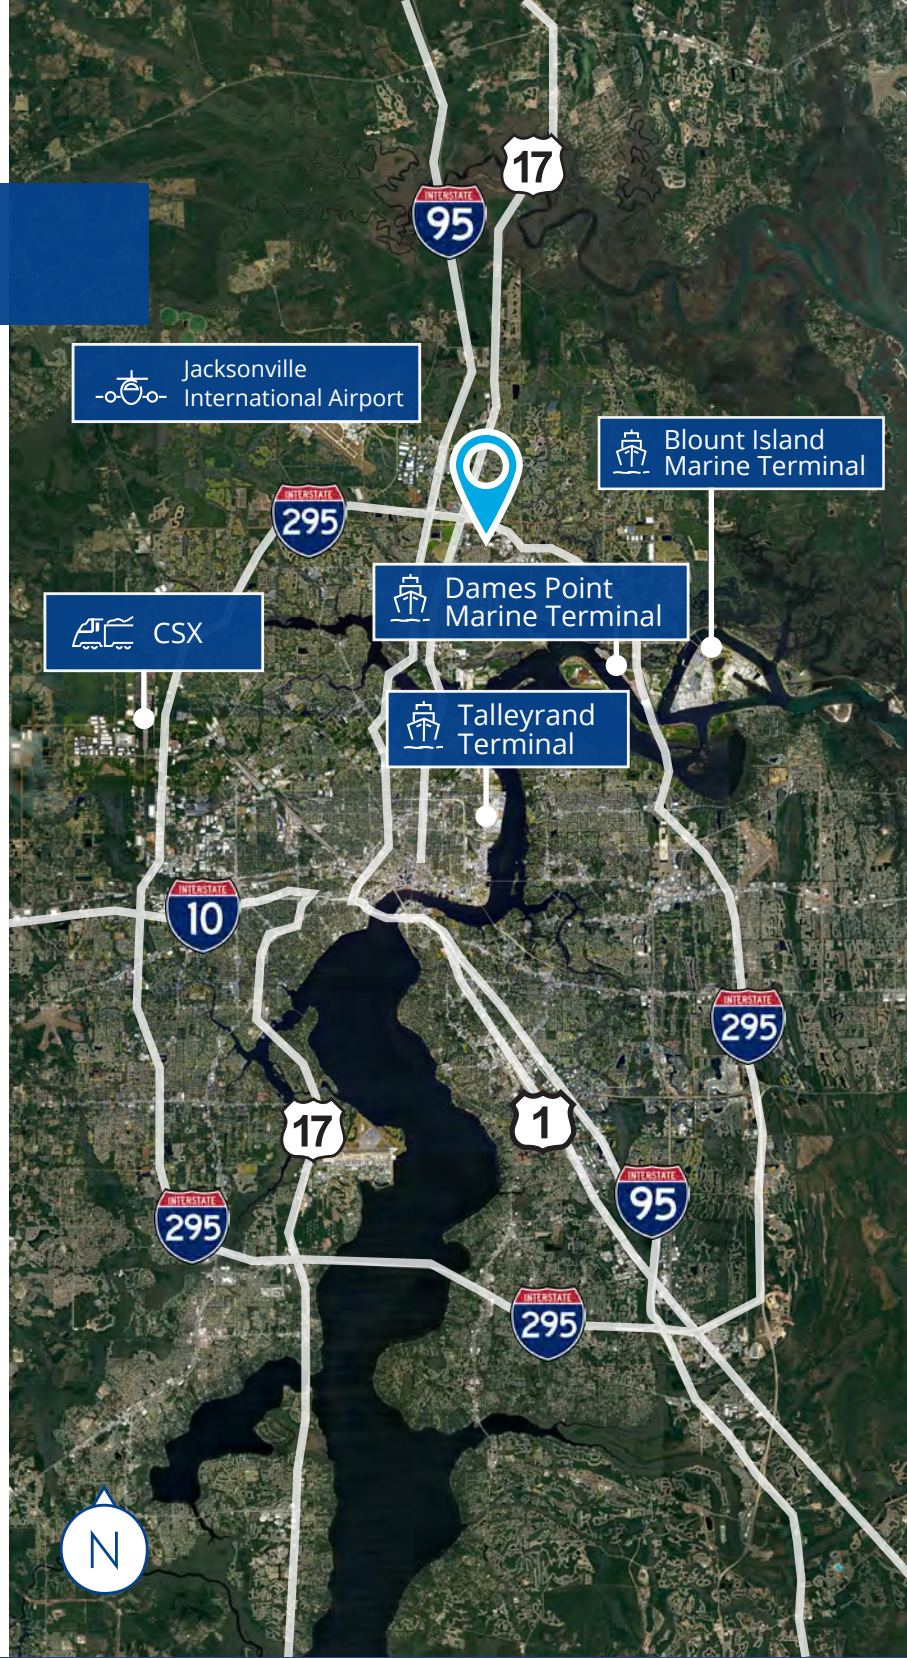 17
INTERSTATE
95
Jacksonville
International Airport
Blount Island
Marine Terminal
INTERSTATE
295
Dames Point
Marine Terminal
CSX
Talleyrand
Terminal
INTERSTATE
10
INTERSTATE
295
17
1
INTERSTATE
95
INTERSTATE
295
INTERSTATE
295
N